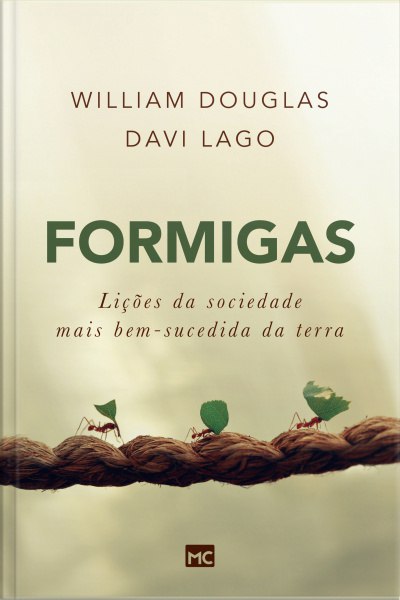 WILLIAM DOUGLAS
DAVI LAGO
FORMIGAS
Lições da sociedade
mais bem-sucedida da terra
MC